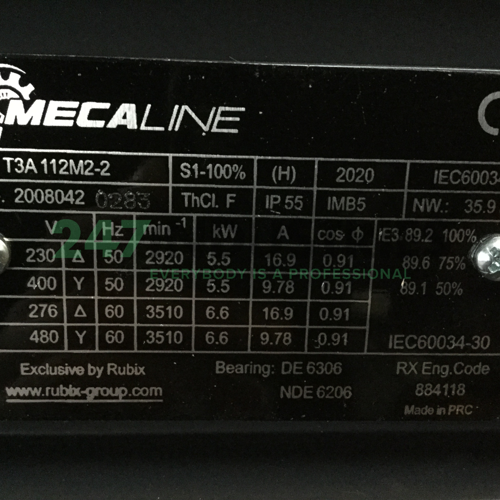 MECALINE
T3A 112M2-2 S1-100% (H) 2020 IEC6003
. 2008042 0283 ThCl. F IP 55 IMB5 NW.: 35.9
V Hz min -1 kW A cos ϕ IE3-89.2 100%
230 Δ 50 2920 5.5 16.9 0.91 89.6 75%
400 Y 50 2920 5.5 9.78 0.91 89.1 50%
276 Δ 60 3510 6.6 16.9 0.91
480 Y 60 3510 6.6 9.78 0.91 IEC60034-30
Exclusive by Rubix Bearing: DE 6306 RX Eng.Code
www.rubix-group.com NDE 6206 884118
Made in PRC
247
EVERYBODY IS A PROFESSIONAL